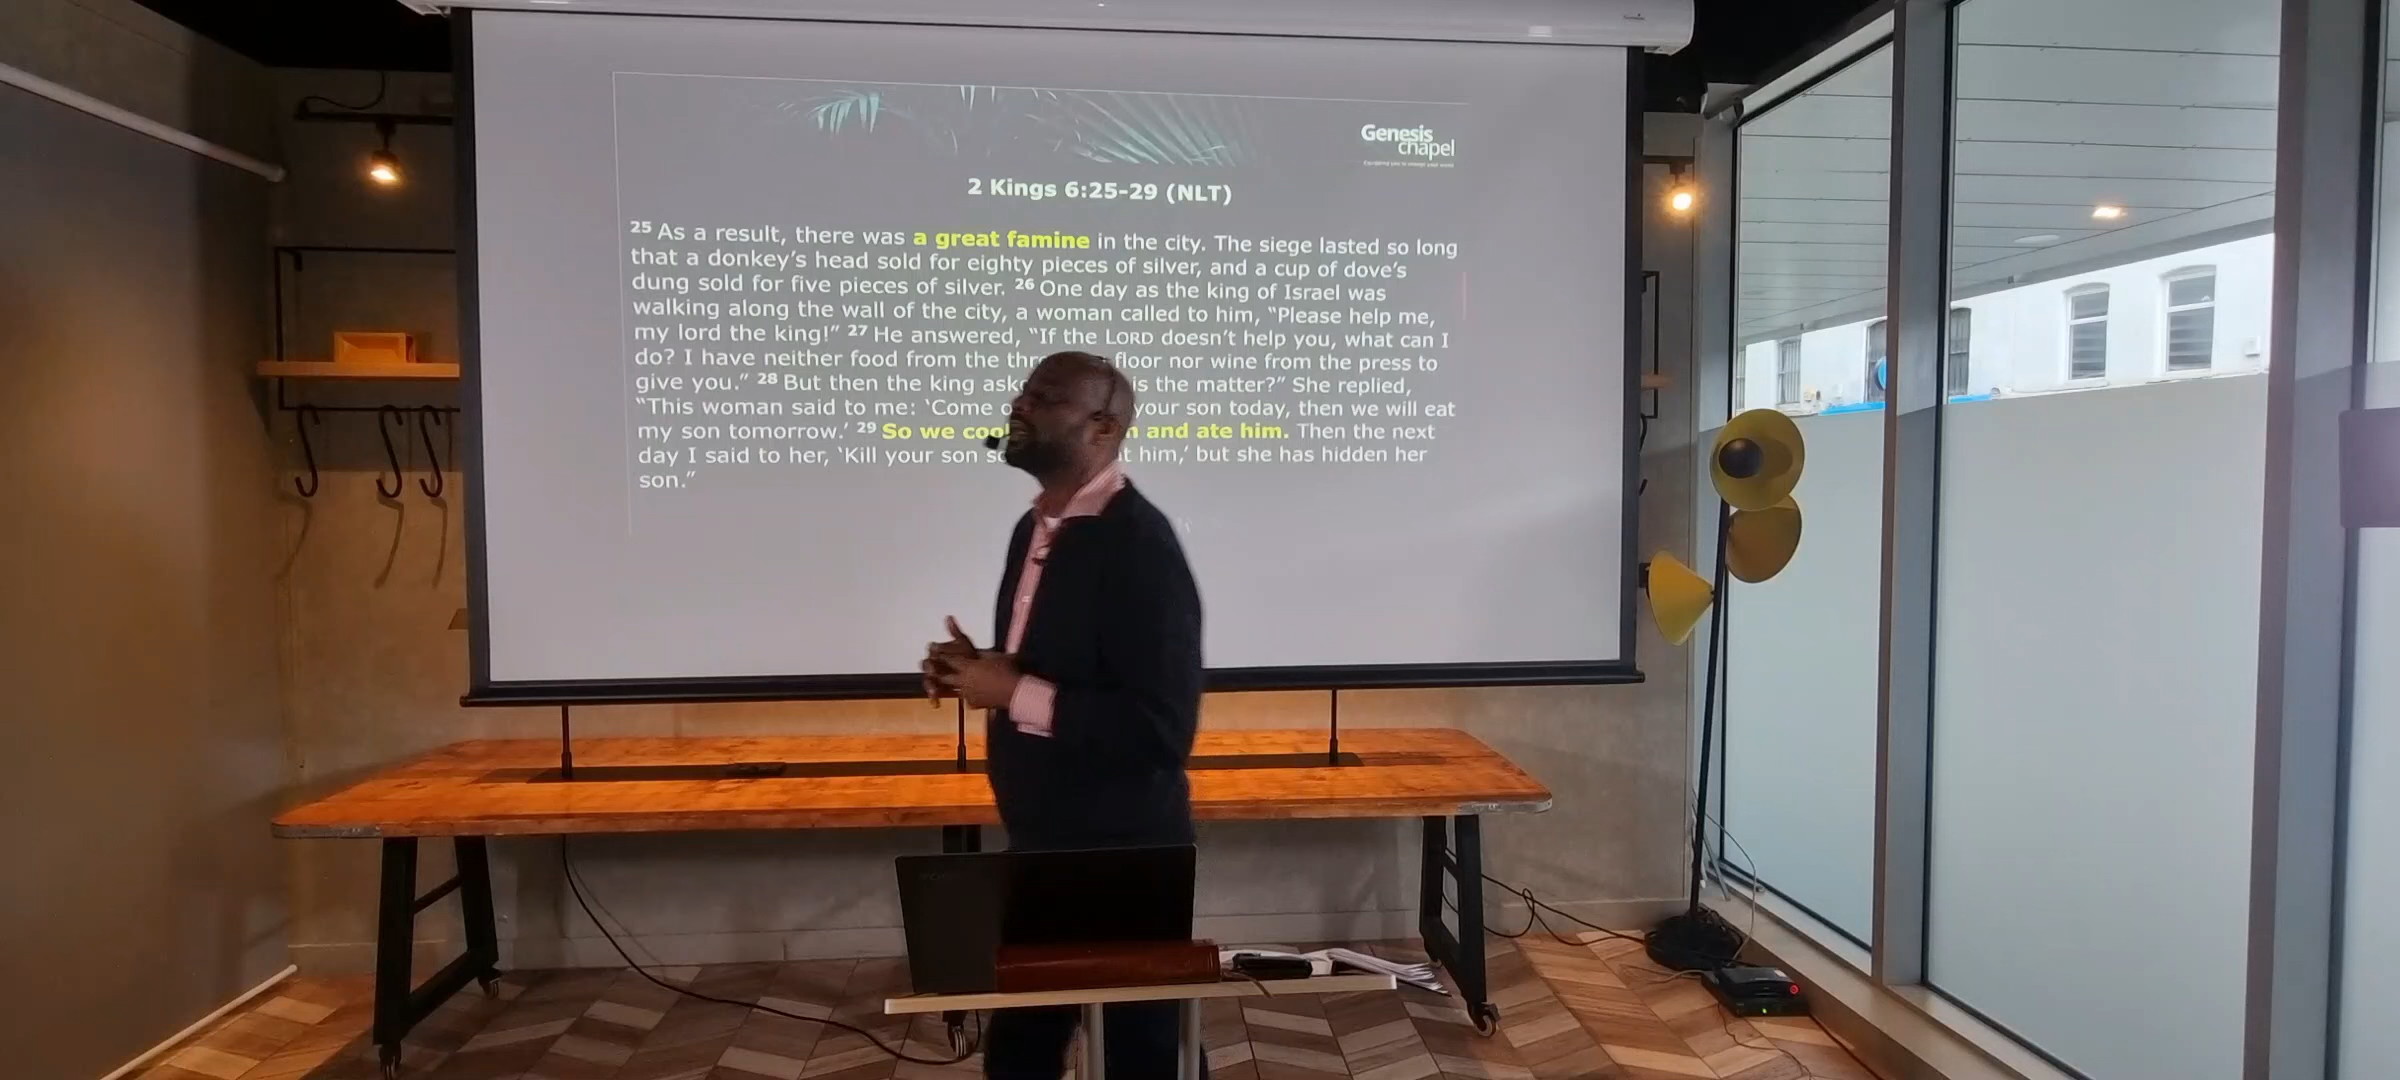 Genesis
chapel
2 Kings 6:25-29 (NLT)
25 As a result, there was a great famine in the city. The siege lasted so long
that a donkey's head sold for eighty pieces of silver, and a cup of dove's
dung sold for five pieces of silver. 26 One day as the king of Israel was
walking along the wall of the city, a woman called to him, "Please help me,
my lord the king!" 27 He answered, "If the LORD doesn't help you, what can I
do? I have neither food from the floor nor wine from the press to
give you." 28 But then the king is the matter?" She replied,
"This woman said to me: 'Come your son today, then we will eat
my son tomorrow.' 29 So we and ate him. Then the next
day I said to her, 'Kill your son him,' but she has hidden her
son."